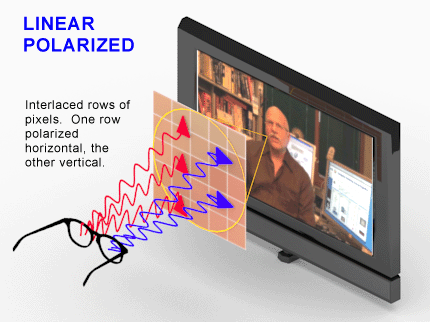 LINEAR
POLARIZED
Interlaced rows of
pixels.  One row
polarized
horizontal, the
other vertical.